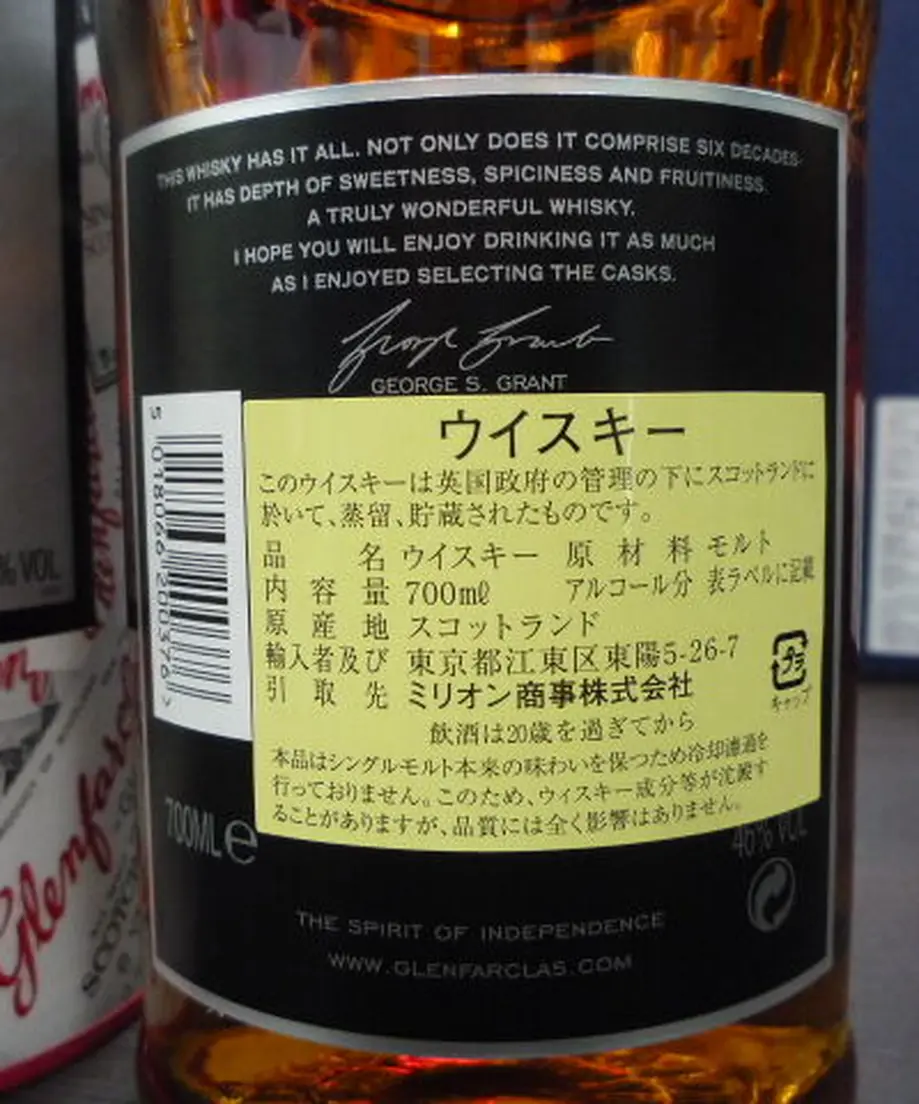 THIS WHISKY HAS IT ALL. NOT ONLY DOES IT COMPRISE SIX DECADES.
IT HAS DEPTH OF SWEETNESS, SPICINESS AND FRUITINESS.
A TRULY WONDERFUL WHISKY.
I HOPE YOU WILL ENJOY DRINKING IT AS MUCH
AS I ENJOYED SELECTING THE CASKS.
GEORGE S. GRANT
ウイスキー
このウイスキーは英国政府の管理の下にスコットランドに
於いて、蒸留、貯蔵されたものです。
品名 ウイスキー 原材料 モルト
内容量 700ml アルコール分 表ラベルに記載
原産地 スコットランド
輸入者及び 東京都江東区東陽5-26-7
引取先 ミリオン商事株式会社
プラ
キャップ
飲酒は20歳を過ぎてから
本品はシングルモルト本来の味わいを保つため冷却濾過を
行っておりません。このため、ウィスキー成分等が沈澱す
ることがありますが、品質には全く影響はありません。
700ML e
46% VOL
THE SPIRIT OF INDEPENDENCE
WWW.GLENFARCLAS.COM
% VOL
Glenfarc
SCOTC